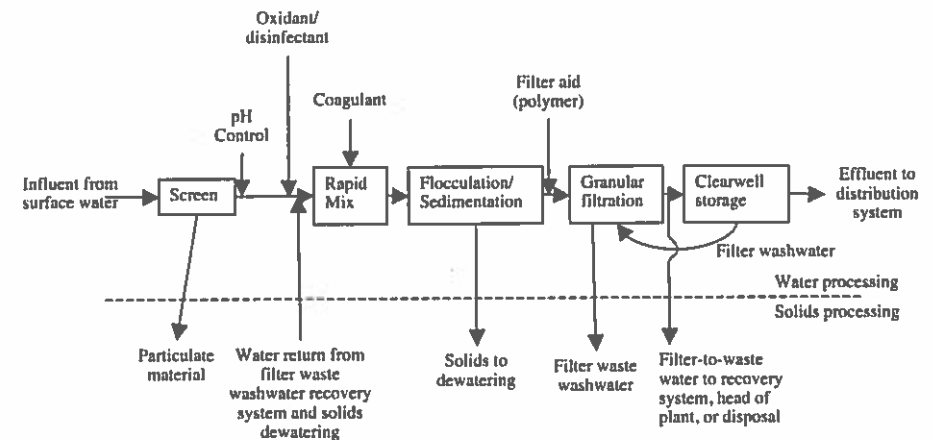 Oxidant/
disinfectant
Filter aid
(polymer)
Coagulant
pH
Control
Influent from
surface water
Screen
Rapid
Mix
Flocculation/
Sedimentation
Granular
filtration
Clearwell
storage
Effluent to
distribution
system
Filter washwater
Water processing
Solids processing
Particulate
material
Water return from
filter waste
washwater recovery
system and solids
dewatering
Solids to
dewatering
Filter waste
washwater
Filter-to-waste
water to recovery
system, head of
plant, or disposal